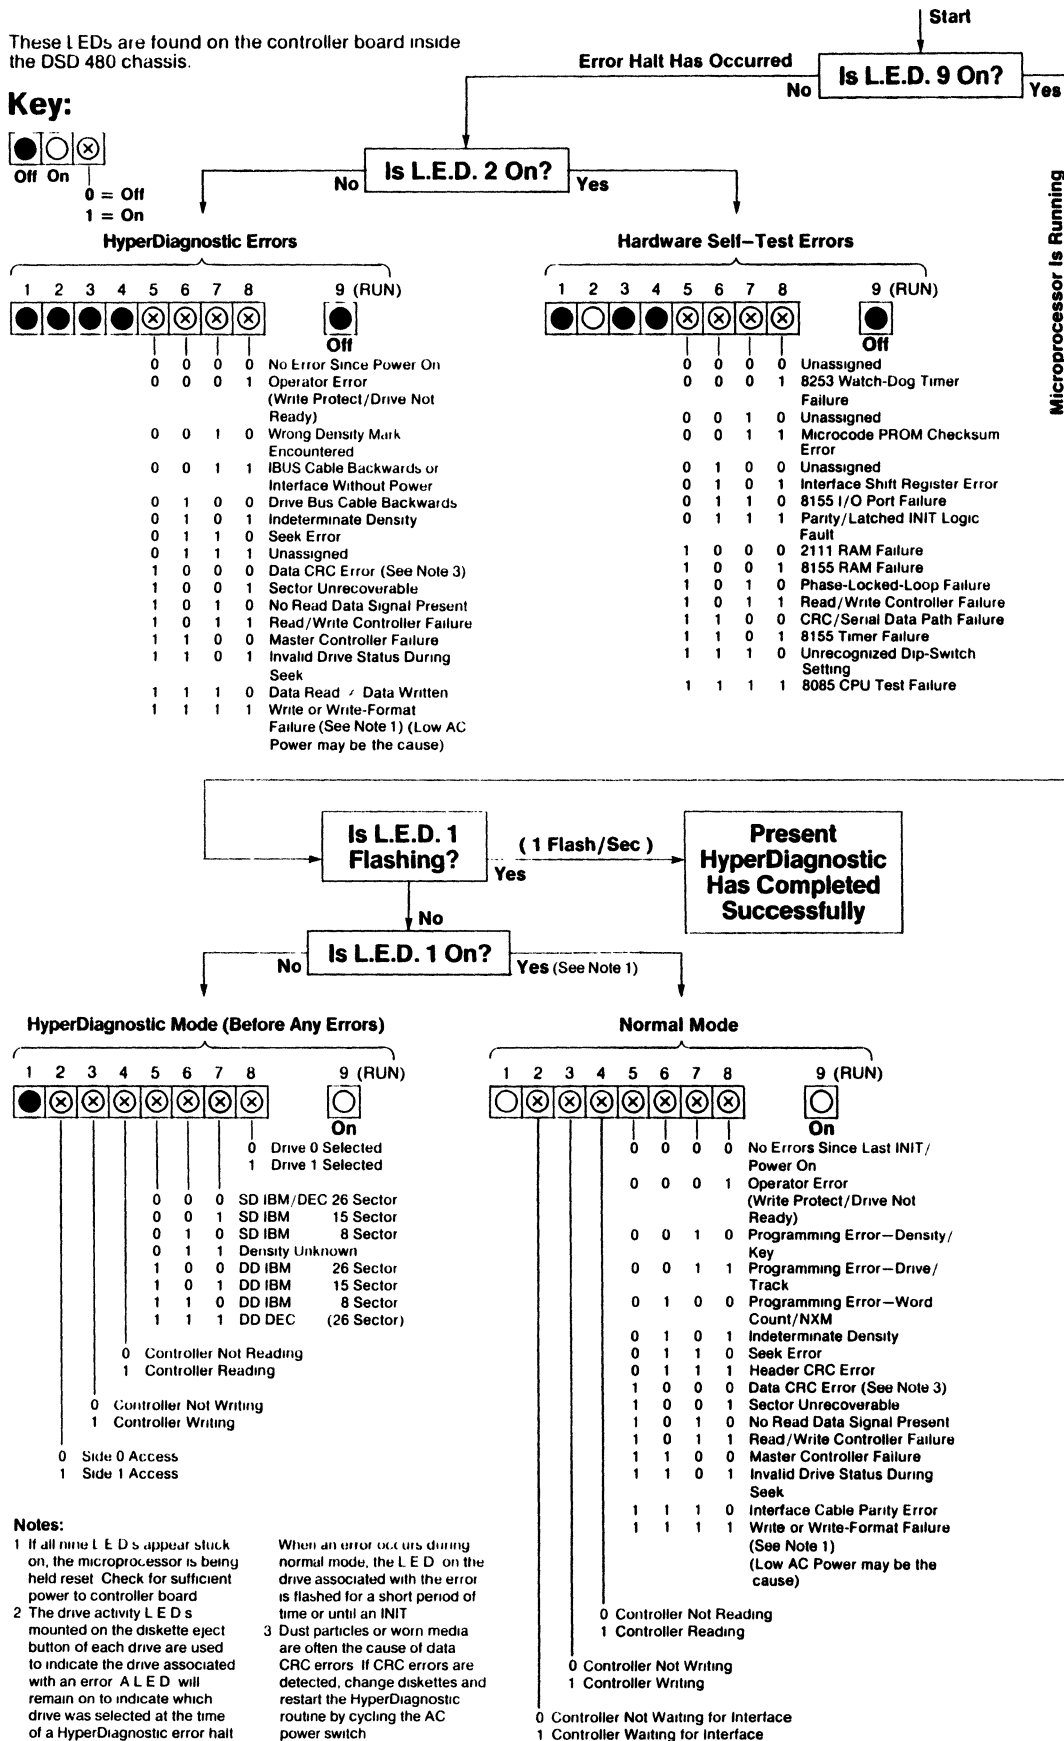 Start
These LEDs are found on the controller board inside
the DSD 480 chassis.
Error Halt Has Occurred
Is L.E.D. 9 On?
No
Yes
Key:
Off On
0 = Off
1 = On
Is L.E.D. 2 On?
No
Yes
Microprocessor Is Running
HyperDiagnostic Errors
1 2 3 4 5 6 7 8 9 (RUN)
Off
0 0 0 0 No Error Since Power On
0 0 0 1 Operator Error
(Write Protect/Drive Not
Ready)
0 0 1 0 Wrong Density Mark
Encountered
0 0 1 1 IBUS Cable Backwards or
Interface Without Power
0 1 0 0 Drive Bus Cable Backwards
0 1 0 1 Indeterminate Density
0 1 1 0 Seek Error
0 1 1 1 Unassigned
1 0 0 0 Data CRC Error (See Note 3)
1 0 0 1 Sector Unrecoverable
1 0 1 0 No Read Data Signal Present
1 0 1 1 Read/Write Controller Failure
1 1 0 0 Master Controller Failure
1 1 0 1 Invalid Drive Status During
Seek
1 1 1 0 Data Read Data Written
1 1 1 1 Write or Write-Format
Failure (See Note 1) (Low AC
Power may be the cause)
Hardware Self-Test Errors
1 2 3 4 5 6 7 8 9 (RUN)
Off
0 0 0 0 Unassigned
0 0 0 1 8253 Watch-Dog Timer
Failure
0 0 1 0 Unassigned
0 0 1 1 Microcode PROM Checksum
Error
0 1 0 0 Unassigned
0 1 0 1 Interface Shift Register Error
0 1 1 0 8155 I/O Port Failure
0 1 1 1 Parity/Latched INIT Logic
Fault
1 0 0 0 2111 RAM Failure
1 0 0 1 8155 RAM Failure
1 0 1 0 Phase-Locked-Loop Failure
1 0 1 1 Read/Write Controller Failure
1 1 0 0 CRC/Serial Data Path Failure
1 1 0 1 8155 Timer Failure
1 1 1 0 Unrecognized Dip-Switch
Setting
1 1 1 1 8085 CPU Test Failure
Is L.E.D. 1
Flashing?
(1 Flash/Sec)
Yes
Present
HyperDiagnostic
Has Completed
Successfully
No
Is L.E.D. 1 On?
No
Yes (See Note 1)
HyperDiagnostic Mode (Before Any Errors)
1 2 3 4 5 6 7 8 9 (RUN)
On
0 Drive 0 Selected
1 Drive 1 Selected
0 0 0 SD IBM/DEC 26 Sector
0 0 1 SD IBM 15 Sector
0 1 0 SD IBM 8 Sector
0 1 1 Density Unknown
1 0 0 DD IBM 26 Sector
1 0 1 DD IBM 15 Sector
1 1 0 DD IBM 8 Sector
1 1 1 DD DEC (26 Sector)
0 Controller Not Reading
1 Controller Reading
0 Controller Not Writing
1 Controller Writing
0 Side 0 Access
1 Side 1 Access
Normal Mode
1 2 3 4 5 6 7 8 9 (RUN)
On
0 0 0 0 No Errors Since Last INIT/
Power On
0 0 0 1 Operator Error
(Write Protect/Drive Not
Ready)
0 0 1 0 Programming Error—Density/
Key
0 0 1 1 Programming Error—Drive/
Track
0 1 0 0 Programming Error—Word
Count/NXM
0 1 0 1 Indeterminate Density
0 1 1 0 Seek Error
0 1 1 1 Header CRC Error
1 0 0 0 Data CRC Error (See Note 3)
1 0 0 1 Sector Unrecoverable
1 0 1 0 No Read Data Signal Present
1 0 1 1 Read/Write Controller Failure
1 1 0 0 Master Controller Failure
1 1 0 1 Invalid Drive Status During
Seek
1 1 1 0 Interface Cable Parity Error
1 1 1 1 Write or Write-Format Failure
(See Note 1)
(Low AC Power may be the
cause)
0 Controller Not Reading
1 Controller Reading
0 Controller Not Writing
1 Controller Writing
0 Controller Not Waiting for Interface
1 Controller Waiting for Interface
Notes:
1 If all nine L E D s appear stuck
on, the microprocessor is being
held reset Check for sufficient
power to controller board
2 The drive activity L E D s
mounted on the diskette eject
button of each drive are used
to indicate the drive associated
with an error A L E D will
remain on to indicate which
drive was selected at the time
of a HyperDiagnostic error halt
When an error occurs during
normal mode, the L E D on the
drive associated with the error
is flashed for a short period of
time or until an INIT
3 Dust particles or worn media
are often the cause of data
CRC errors If CRC errors are
detected, change diskettes and
restart the HyperDiagnostic
routine by cycling the AC
power switch